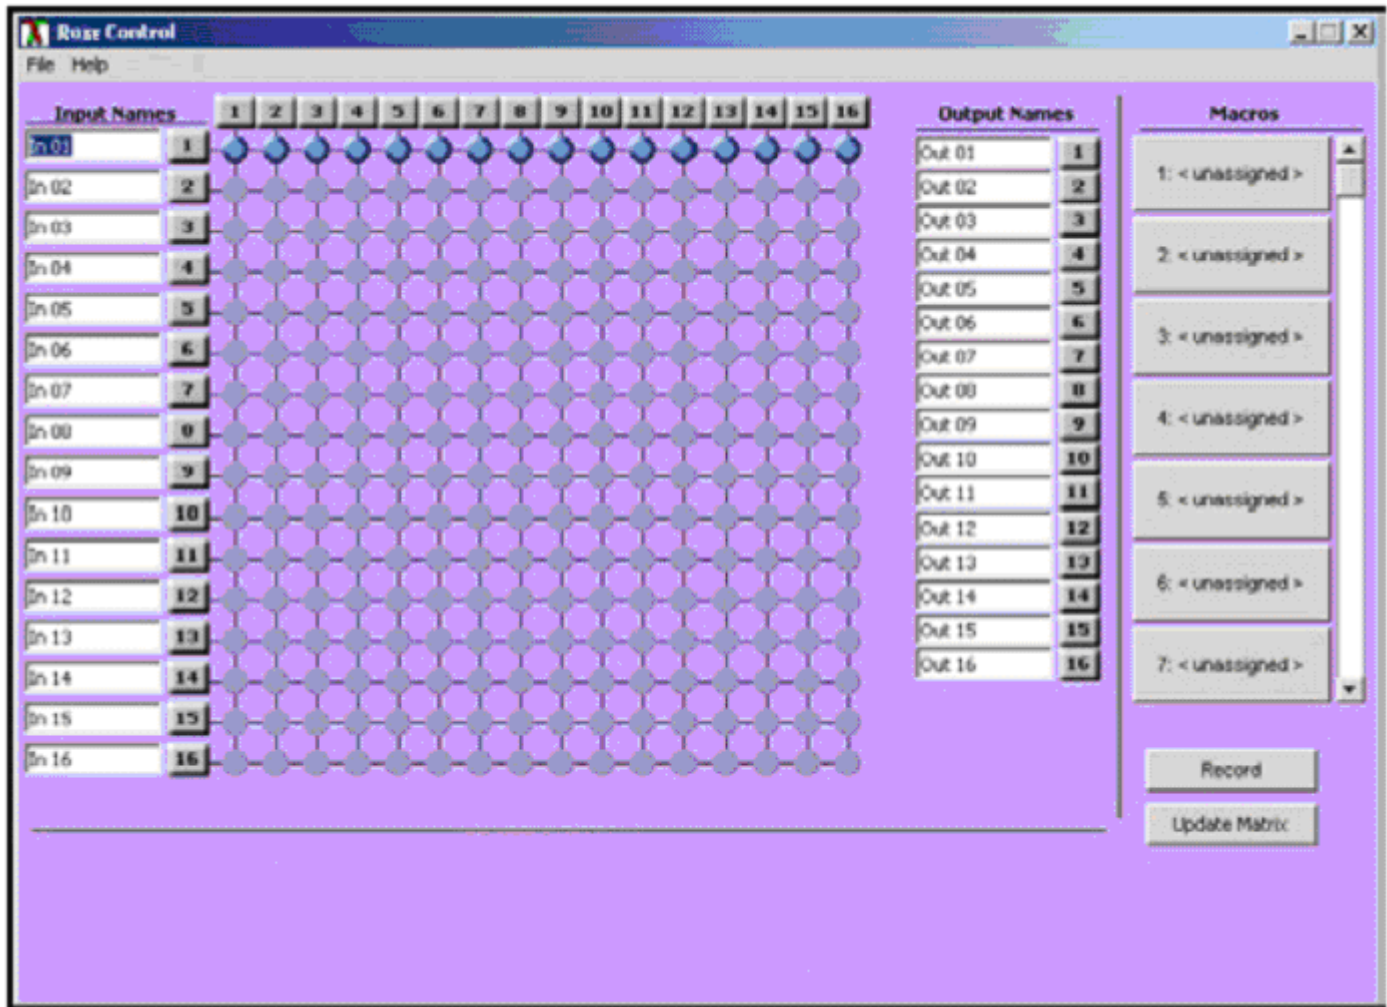 Rose Control
File Help
Input Names
1 2 3 4 5 6 7 8 9 10 11 12 13 14 15 16
In 01 1
In 02 2
In 03 3
In 04 4
In 05 5
In 06 6
In 07 7
In 08 8
In 09 9
In 10 10
In 11 11
In 12 12
In 13 13
In 14 14
In 15 15
In 16 16
Output Names
Out 01 1
Out 02 2
Out 03 3
Out 04 4
Out 05 5
Out 06 6
Out 07 7
Out 08 8
Out 09 9
Out 10 10
Out 11 11
Out 12 12
Out 13 13
Out 14 14
Out 15 15
Out 16 16
Macros
1: < unassigned >
2: < unassigned >
3: < unassigned >
4: < unassigned >
5: < unassigned >
6: < unassigned >
7: < unassigned >
Record
Update Matrix